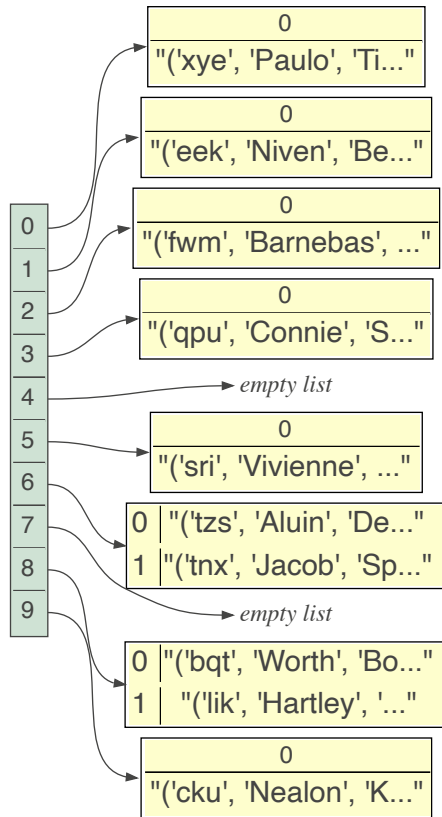 0
"('xye', 'Paulo', 'Ti..."
0
"('eek', 'Niven', 'Be..."
0
"('fwm', 'Barnebas', ..."
0
"('qpu', 'Connie', 'S..."
empty list
0
"('sri', 'Vivienne', ..."
0 "('tzs', 'Aluin', 'De..."
1 "('tnx', 'Jacob', 'Sp..."
empty list
0 "('bqt', 'Worth', 'Bo..."
1 "('lik', 'Hartley', '..."
0
"('cku', 'Nealon', 'K..."
0
1
2
3
4
5
6
7
8
9